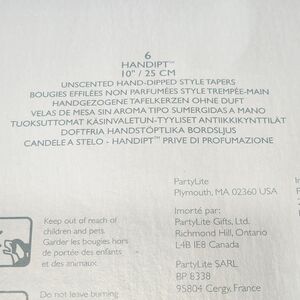 6
HANDIPT™
10" / 25 CM
UNSCENTED HAND-DIPPED STYLE TAPERS
BOUGIES EFFILÉES NON PARFUMÉES STYLE TREMPÉE-MAIN
HANDGEZOGENE TAFELKERZEN OHNE DUFT
VELAS DE MESA SIN AROMA TIPO SUMERGIDAS A MANO
TUOKSUTTOMAT KÄSINVALETUN-TYYLISET ANTIIKKIKYNTTILÄT
DOFTFRIA HANDSTÖPTLIKA BORDSLJUS
CANDELE A STELO - HANDIPT™ PRIVE DI PROFUMAZIONE
Keep out of reach of
children and pets.
Garder les bougies hors
de portée des enfants
et des animaux.
Do not leave burning
PartyLite
Plymouth, MA 02360 USA
Importé par:
PartyLite Gifts, Ltd.
Richmond Hill, Ontario
L4B IE8 Canada
PartyLite SARL
BP 8338
95804 Cergy, France